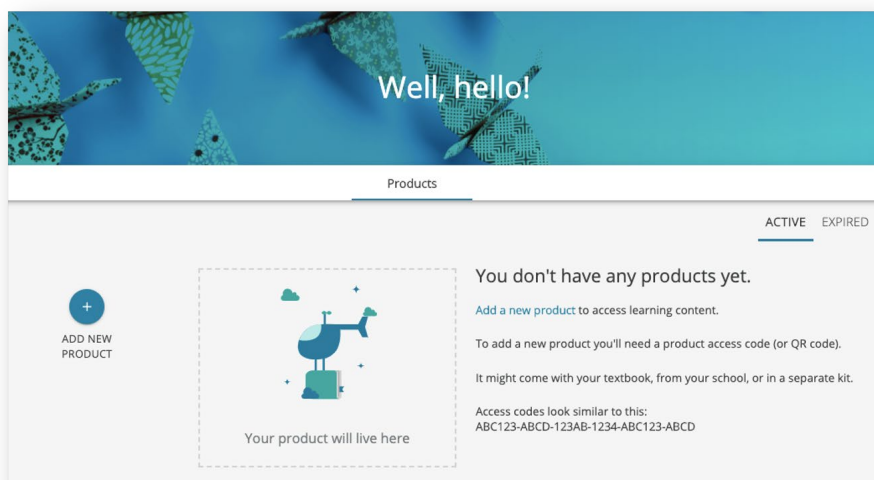 Well, hello!
Products
ACTIVE EXPIRED
+
ADD NEW
PRODUCT
Your product will live here
You don't have any products yet.
Add a new product to access learning content.
To add a new product you'll need a product access code (or QR code).
It might come with your textbook, from your school, or in a separate kit.
Access codes look similar to this:
ABC123-ABCD-123AB-1234-ABC123-ABCD